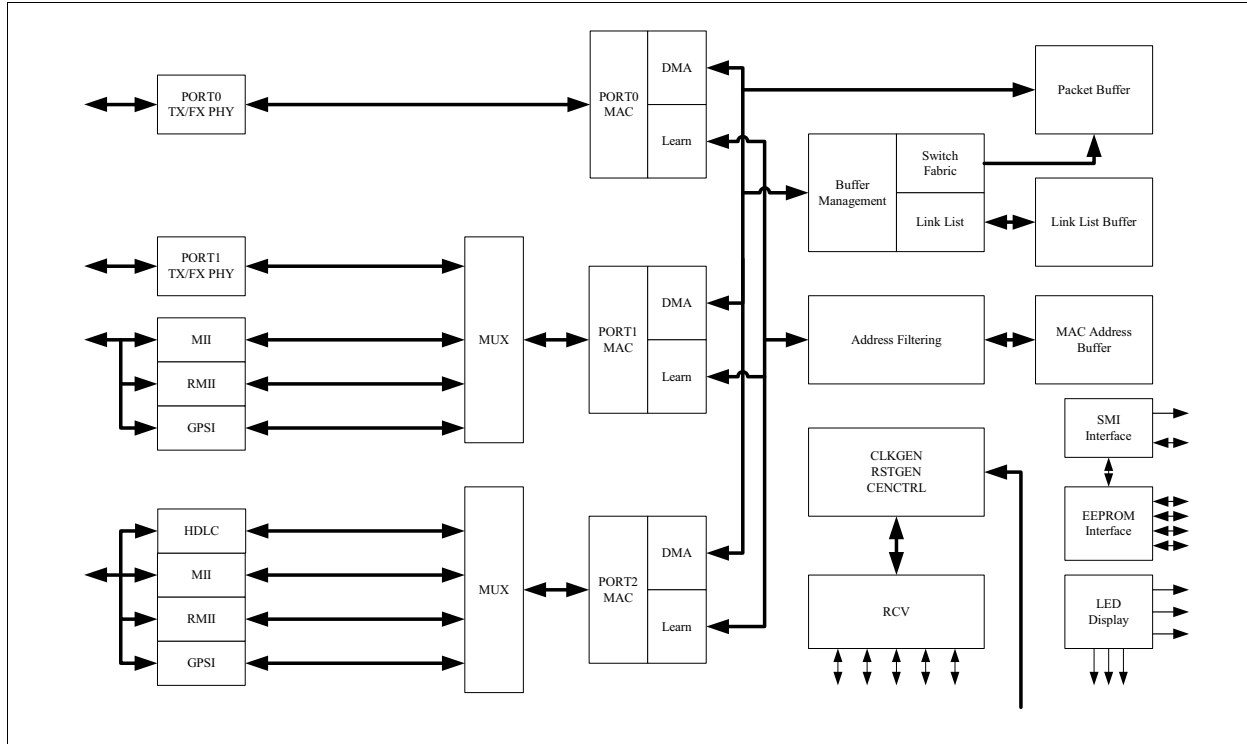 PORT0
TX/FX PHY
PORT0
MAC
DMA
Learn
Packet Buffer
Buffer
Management
Switch
Fabric
Link List
Link List Buffer
PORT1
TX/FX PHY
MII
RMII
GPSI
MUX
PORT1
MAC
DMA
Learn
Address Filtering
MAC Address
Buffer
SMI
Interface
CLKGEN
RSTGEN
CENCTRL
EEPROM
Interface
HDLC
MII
RMII
GPSI
MUX
PORT2
MAC
DMA
Learn
RCV
LED
Display